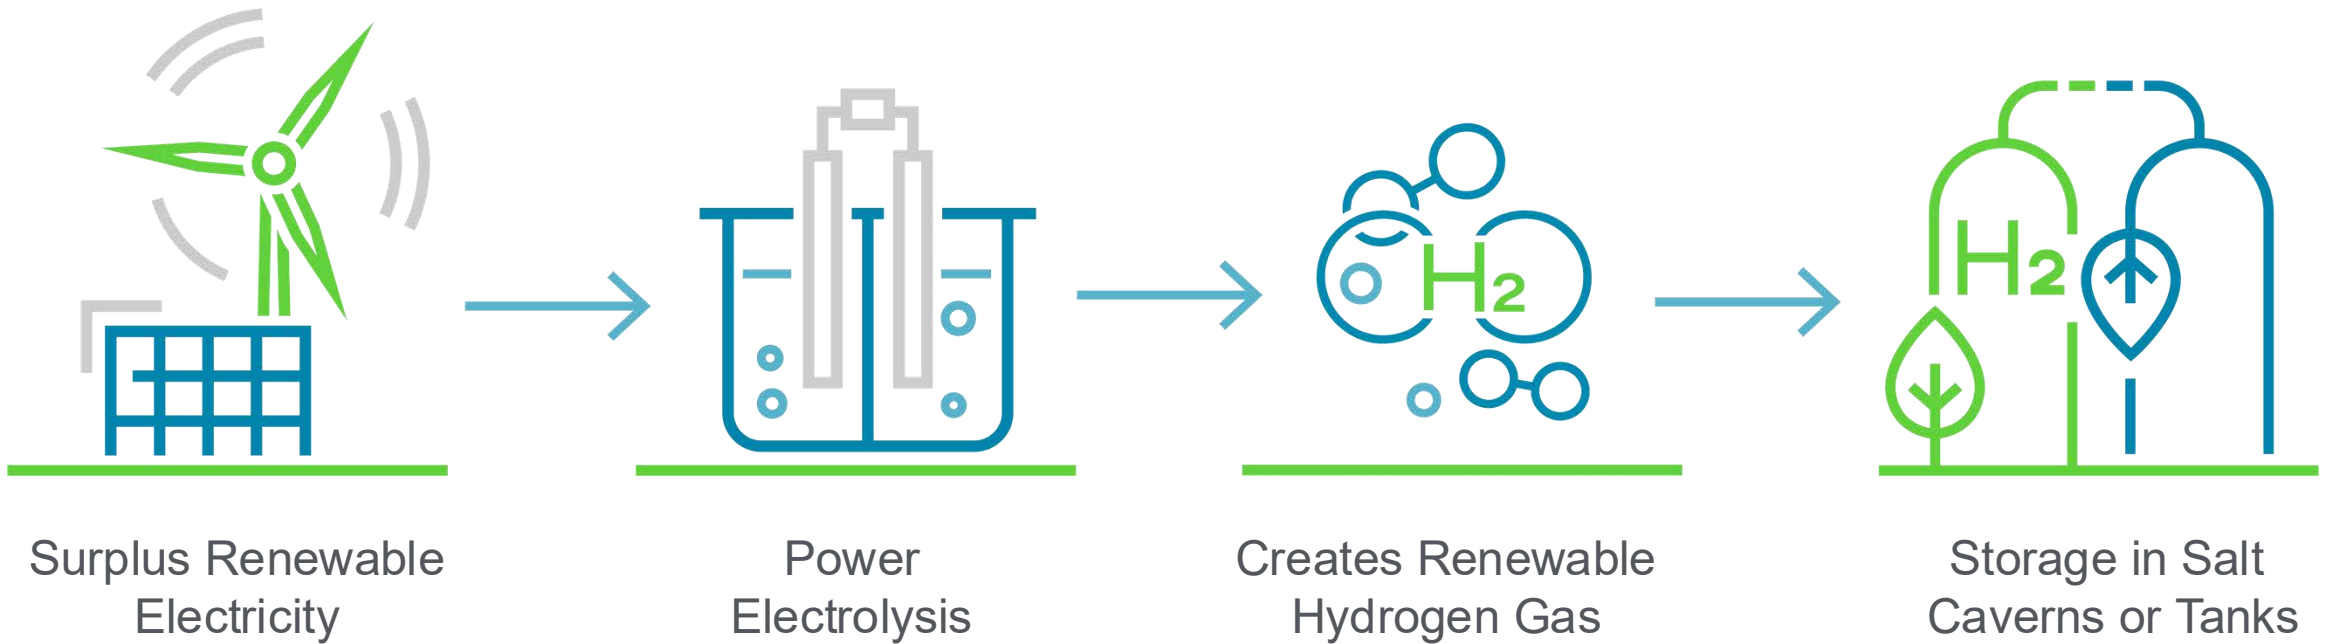 H2
H2
Surplus Renewable
Electricity
Power
Electrolysis
Creates Renewable
Hydrogen Gas
Storage in Salt
Caverns or Tanks